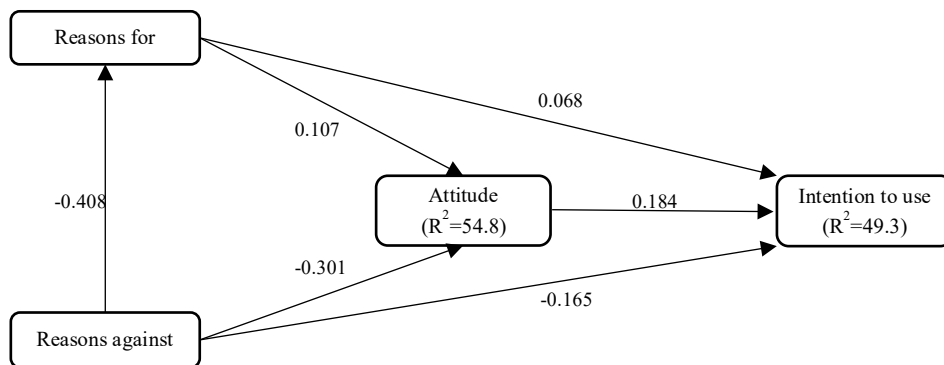 Reasons for
0.068
0.107
-0.408
Attitude
(R²=54.8)
0.184
Intention to use
(R²=49.3)
-0.301
-0.165
Reasons against